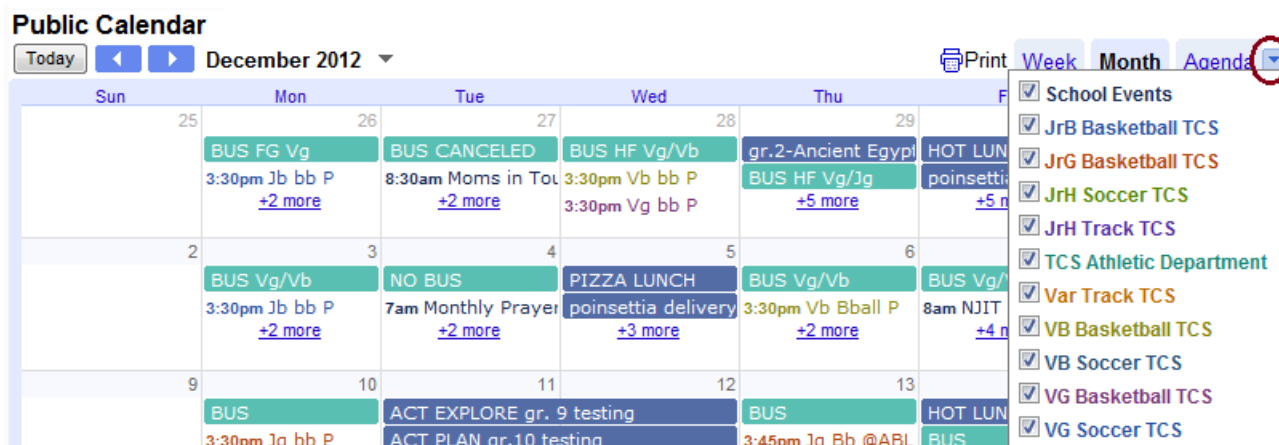 Public Calendar
Today December 2012 Print Week Month Agenda
Sun Mon Tue Wed Thu F
25 26 27 28 29
BUS FG Vg BUS CANCELED BUS HF Vg/Vb gr.2-Ancient Egypt HOT LUN
3:30pm Jb bb P 8:30am Moms in Tou 3:30pm Vb bb P BUS HF Vg/Jg poinsettia
+2 more +2 more 3:30pm Vg bb P +5 more +5 m
2 3 4 5 6
BUS Vg/Vb NO BUS PIZZA LUNCH BUS Vg/Vb BUS Vg/
3:30pm Jb bb P 7am Monthly Prayer poinsettia delivery 3:30pm Vb Bball P 8am NJIT
+2 more +2 more +3 more +2 more +4 m
9 10 11 12 13
BUS ACT EXPLORE gr. 9 testing BUS HOT LUN
3:30pm Jg bb P ACT PLAN gr.10 testing 3:45pm Jg Bb @ABL BUS
School Events
JrB Basketball TCS
JrG Basketball TCS
JrH Soccer TCS
JrH Track TCS
TCS Athletic Department
Var Track TCS
VB Basketball TCS
VB Soccer TCS
VG Basketball TCS
VG Soccer TCS